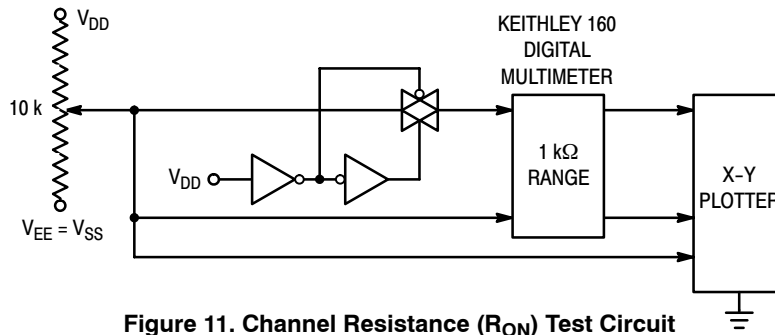 V_DD
10 k
V_EE = V_SS
V_DD
KEITHLEY 160
DIGITAL
MULTIMETER
1 kΩ
RANGE
X-Y
PLOTTER
Figure 11. Channel Resistance (R_ON) Test Circuit